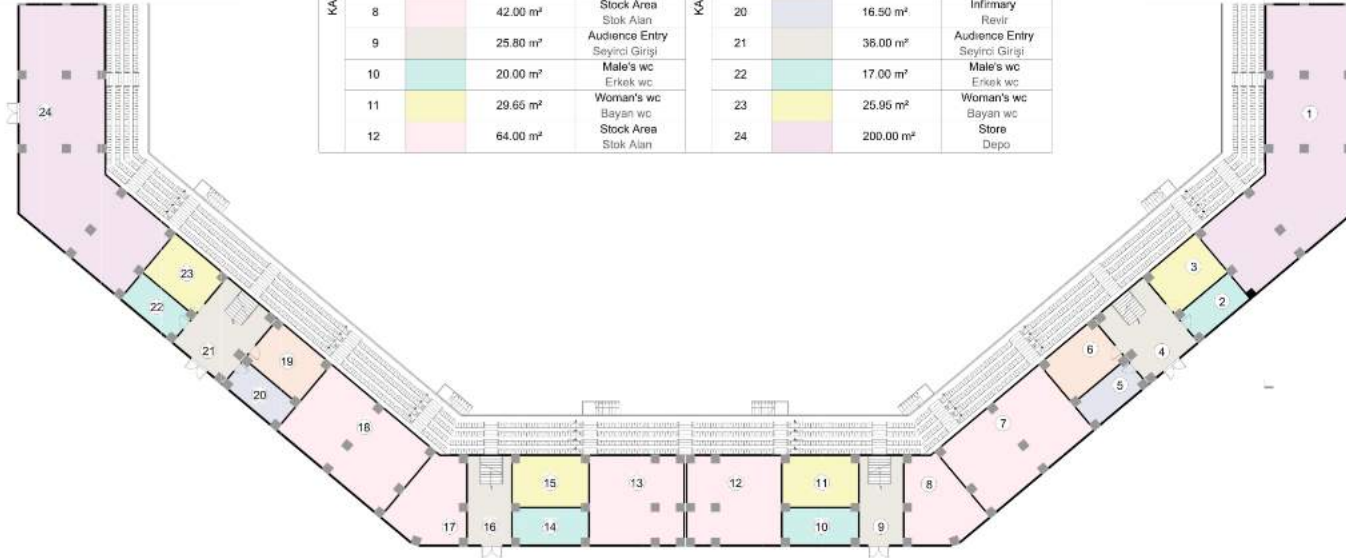 KA
8 42.00 m² Stock Area
Stok Alan
9 25.80 m² Audience Entry
Seyirci Girişi
10 20.00 m² Male's wc
Erkek wc
11 29.65 m² Woman's wc
Bayan wc
12 64.00 m² Stock Area
Stok Alan
KA
20 16.50 m² Infirmary
Revir
21 36.00 m² Audience Entry
Seyirci Girişi
22 17.00 m² Male's wc
Erkek wc
23 25.95 m² Woman's wc
Bayan wc
24 200.00 m² Store
Depo
24
1
23
3
22
2
21
19
6
4
20
5
18
7
15
13
12
11
8
17
16
14
10
9